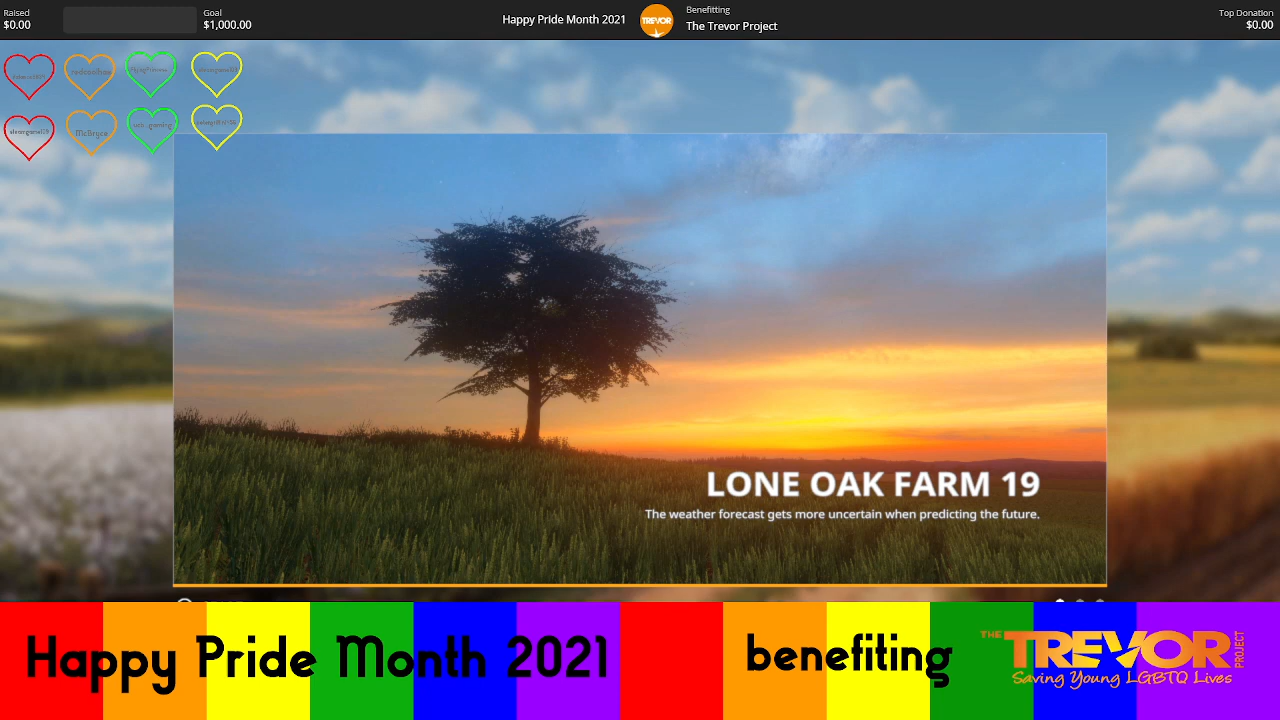 Raised
$0.00
Goal
$1,000.00
Happy Pride Month 2021
TREVOR
Benefitting
The Trevor Project
Top Donation
$0.00
McBryce
LONE OAK FARM 19
The weather forecast gets more uncertain when predicting the future.
Happy Pride Month 2021
benefiting
THE TREVOR PROJECT
Saving Young LGBTQ Lives